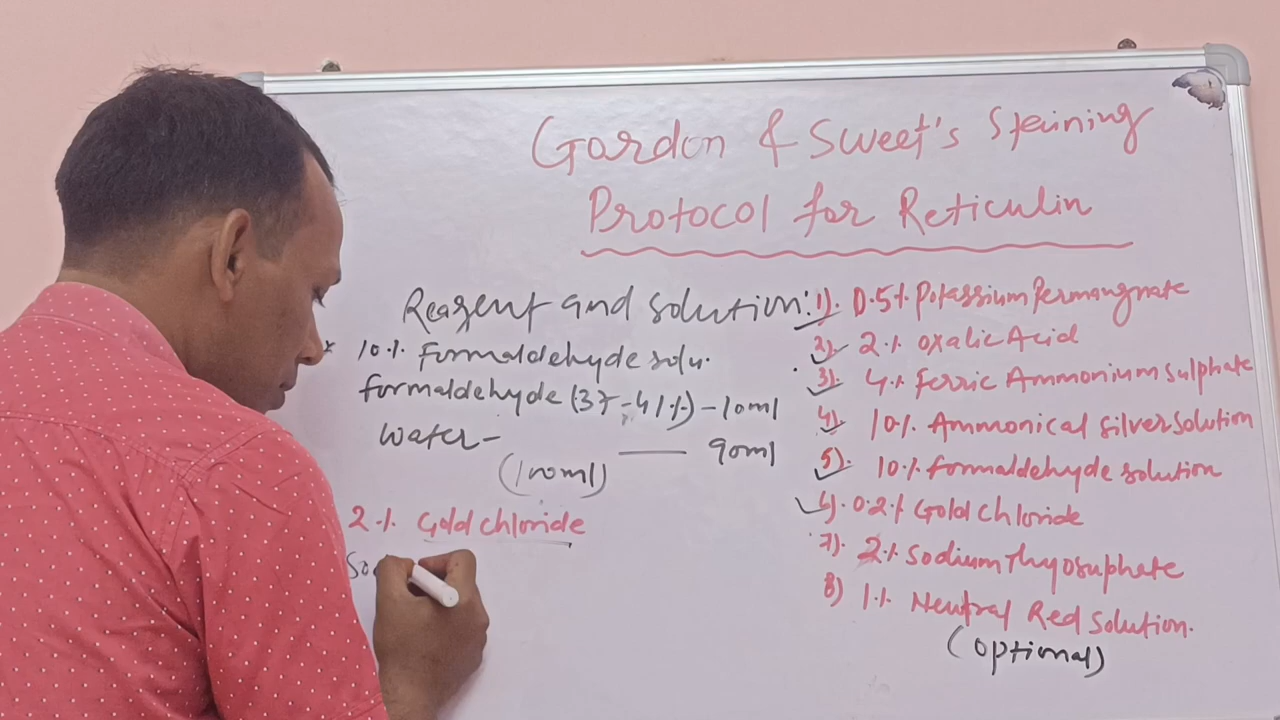 Gordon & Sweet's Staining
Protocol for Reticulin
Reagent and solution:
* 10% Formaldehyde solu.
formaldehyde (37-41%) - 10ml
Water - —— 90ml
(100ml)
2% Gold chloride
So
1). 0.5% Potassium Permangnate
2). 2% Oxalic Acid
3). 4% Ferric Ammonium sulphate
4). 10% Ammonical silver solution
5). 10% formaldehyde solution
6). 0.2% Gold chloride
7). 2% Sodium Thyosuphate
8) 1% Neutral Red Solution.
(optional)